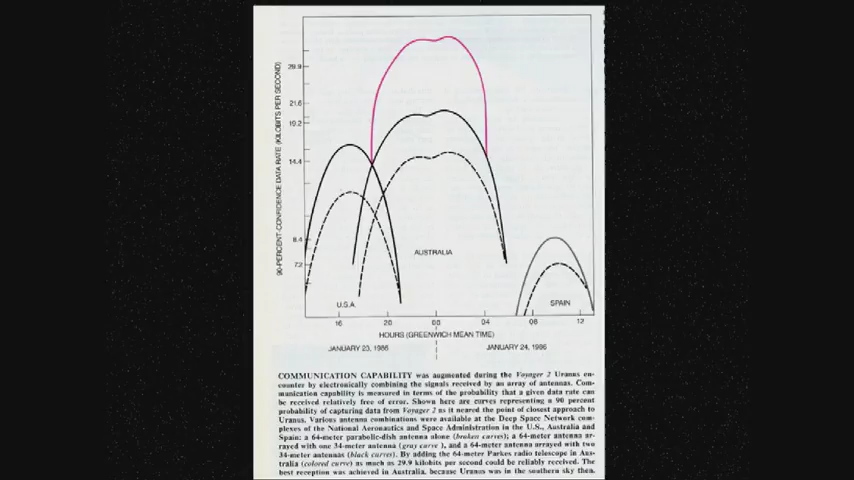 90-PERCENT-CONFIDENCE DATA RATE (KILOBITS PER SECOND)
29.9
21.6
19.2
14.4
8.4
7.2
AUSTRALIA
U.S.A.
SPAIN
16 20 00 04 08 12
HOURS (GREENWICH MEAN TIME)
JANUARY 23, 1986 JANUARY 24, 1986
COMMUNICATION CAPABILITY was augmented during the Voyager 2 Uranus en-
counter by electronically combining the signals received by an array of antennas. Com-
munication capability is measured in terms of the probability that a given data rate can
be received relatively free of error. Shown here are curves representing a 90 percent
probability of capturing data from Voyager 2 as it neared the point of closest approach to
Uranus. Various antenna combinations were available at the Deep Space Network com-
plexes of the National Aeronautics and Space Administration in the U.S., Australia and
Spain: a 64-meter parabolic-dish antenna alone (broken curves); a 64-meter antenna ar-
rayed with one 34-meter antenna (gray curve), and a 64-meter antenna arrayed with two
34-meter antennas (black curves). By adding the 64-meter Parkes radio telescope in Aus-
tralia (colored curve) as much as 29.9 kilobits per second could be reliably received. The
best reception was achieved in Australia, because Uranus was in the southern sky then.